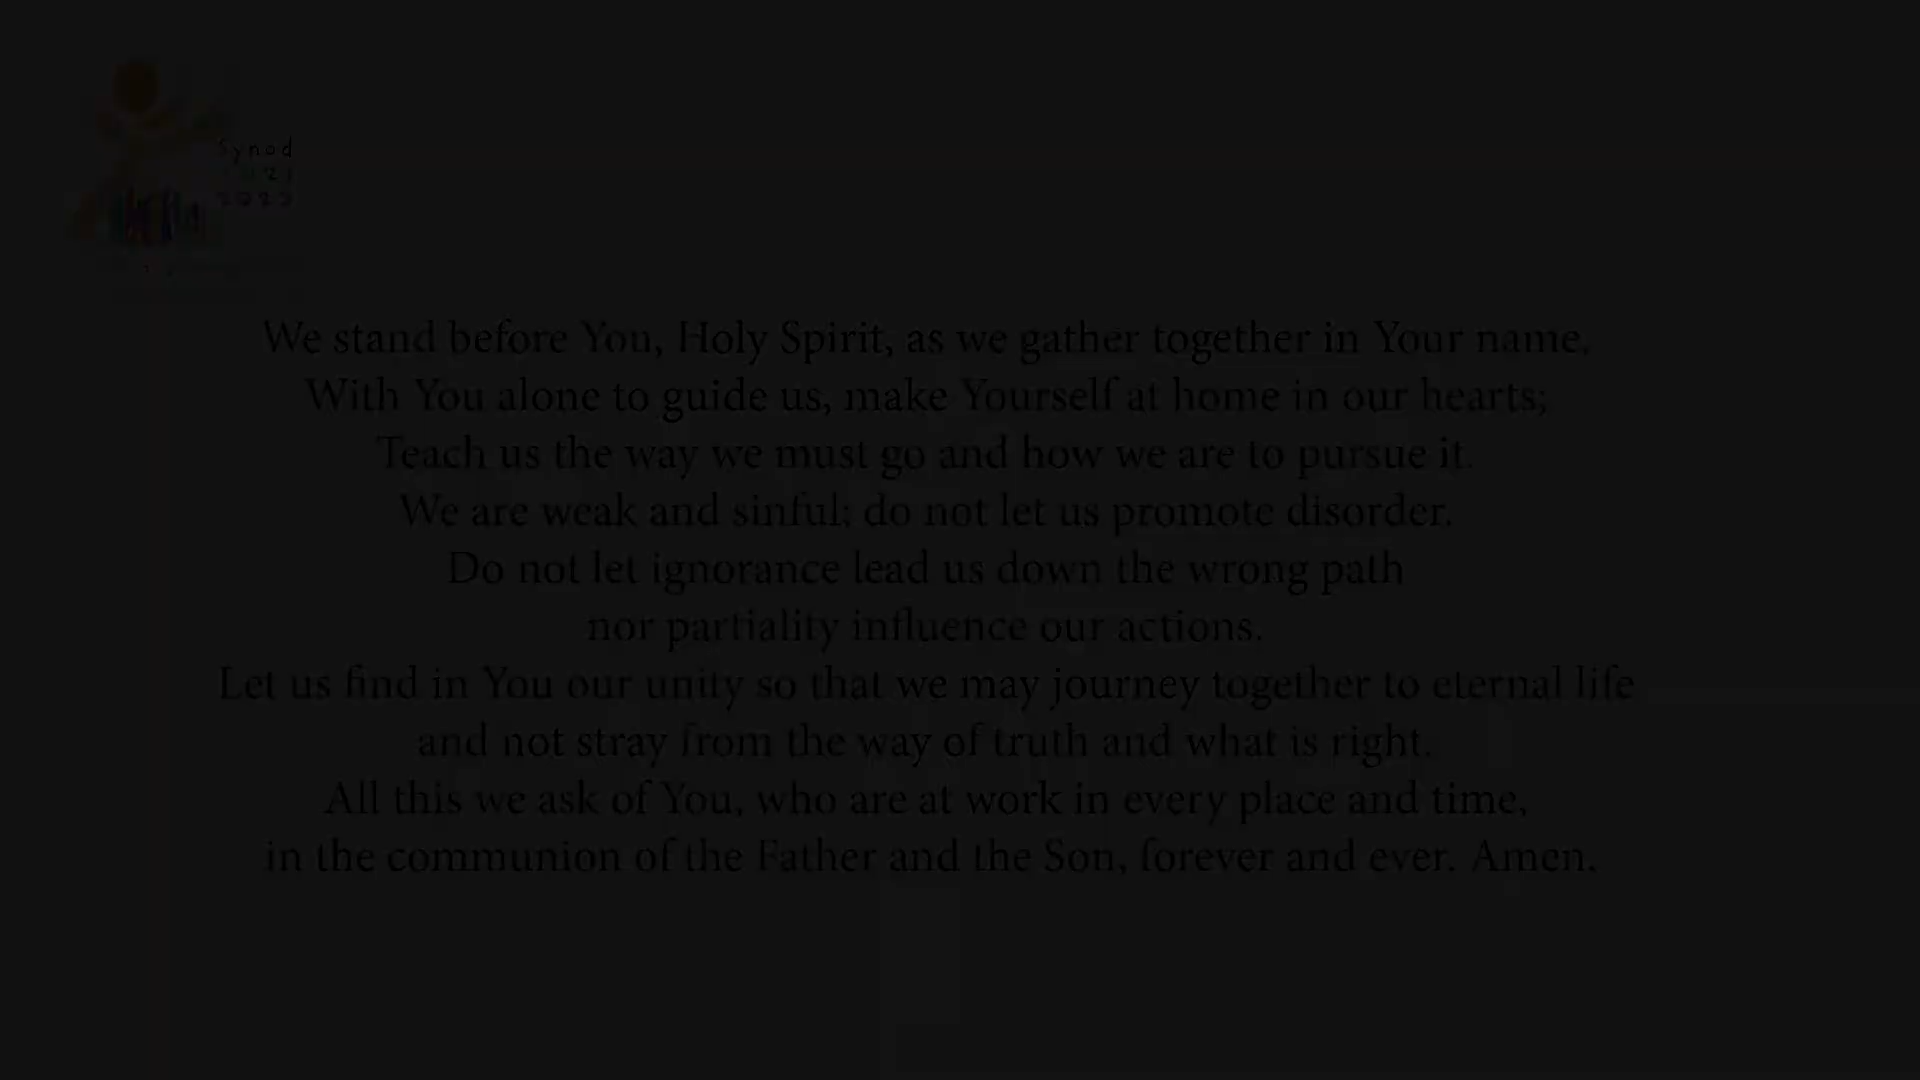 Synod
2021
2023
We stand before You, Holy Spirit, as we gather together in Your name.
With You alone to guide us, make Yourself at home in our hearts;
Teach us the way we must go and how we are to pursue it.
We are weak and sinful; do not let us promote disorder.
Do not let ignorance lead us down the wrong path
nor partiality influence our actions.
Let us find in You our unity so that we may journey together to eternal life
and not stray from the way of truth and what is right.
All this we ask of You, who are at work in every place and time,
in the communion of the Father and the Son, forever and ever. Amen.